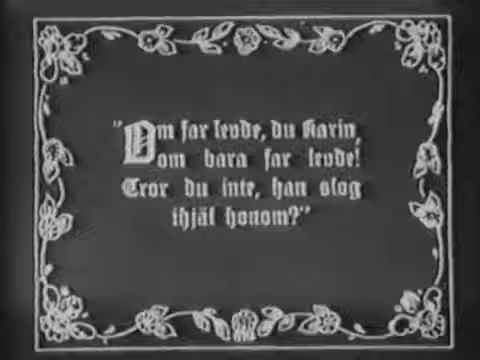 "Om far levde, du Karin,
om bara far levde!
Tror du inte, han slog
ihjäl honom?"